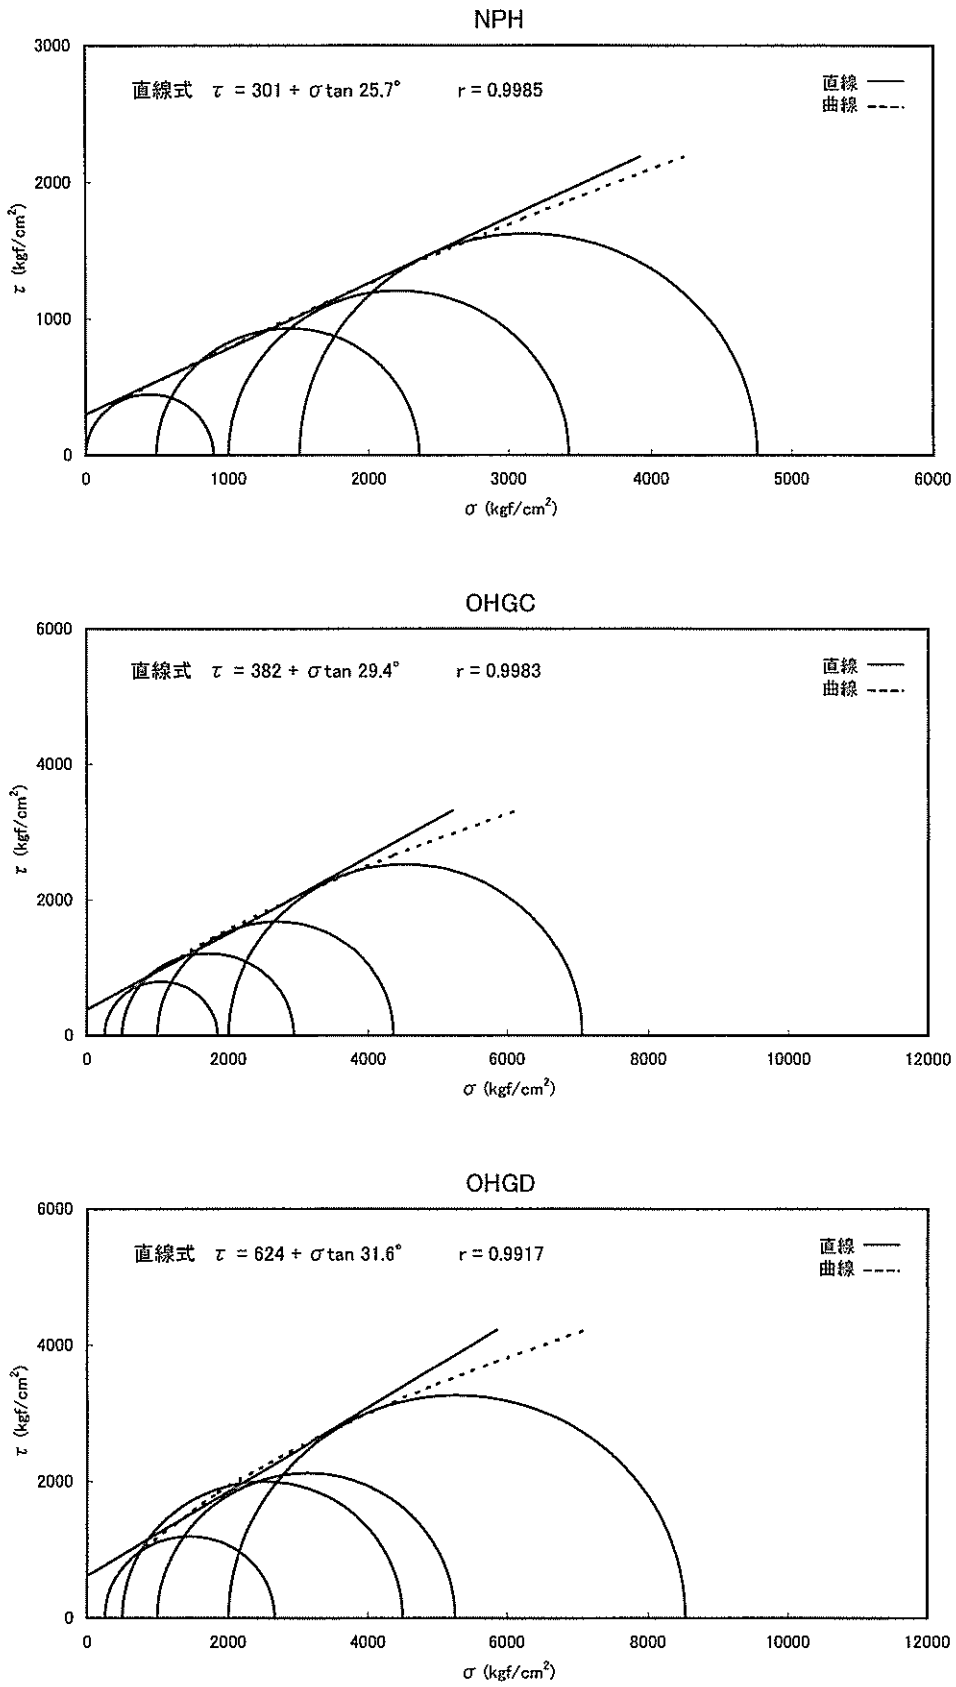 NPH
3000
直線式 τ = 301 + σ tan 25.7° r = 0.9985
直線
曲線
2000
τ (kgf/cm²)
1000
0
0 1000 2000 3000 4000 5000 6000
σ (kgf/cm²)
OHGC
6000
直線式 τ = 382 + σ tan 29.4° r = 0.9983
直線
曲線
4000
τ (kgf/cm²)
2000
0
0 2000 4000 6000 8000 10000 12000
σ (kgf/cm²)
OHGD
6000
直線式 τ = 624 + σ tan 31.6° r = 0.9917
直線
曲線
4000
τ (kgf/cm²)
2000
0
0 2000 4000 6000 8000 10000 12000
σ (kgf/cm²)